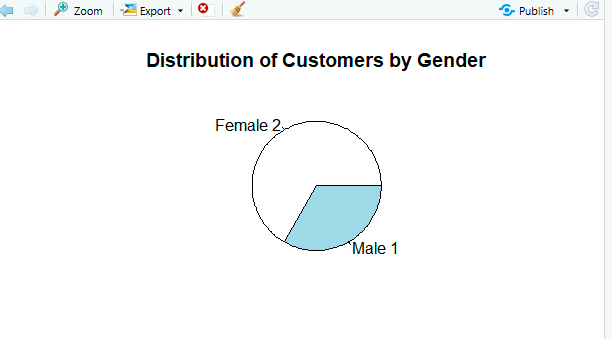 Zoom Export Publish
Distribution of Customers by Gender
Female 2
Male 1